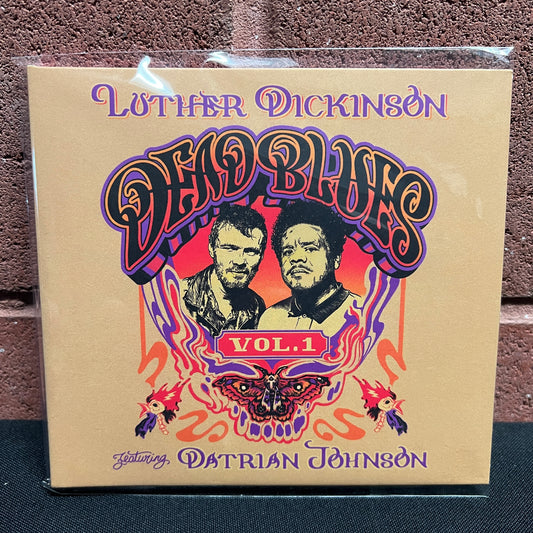 LUTHER DICKINSON
DEAD BLUES
VOL.1
Featuring DATRIAN JOHNSON